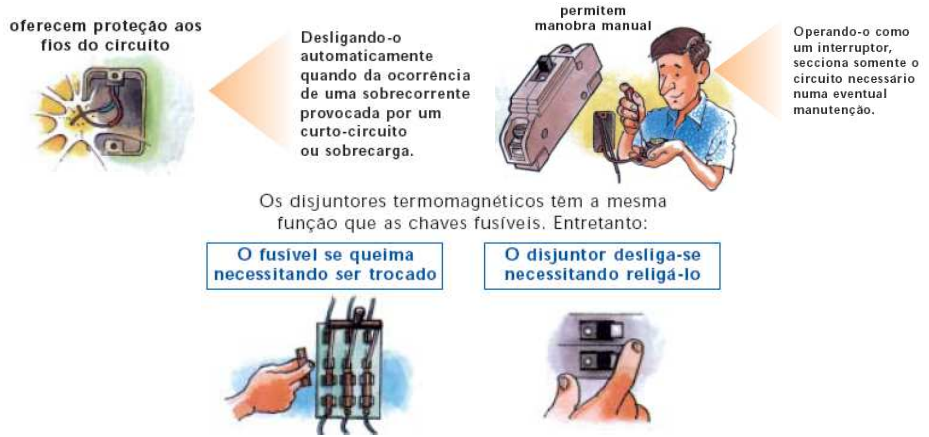 oferecem proteção aos
fios do circuito
Desligando-o
automaticamente
quando da ocorrência
de uma sobrecorrente
provocada por um
curto-circuito
ou sobrecarga.
permitem
manobra manual
Operando-o como
um interruptor,
secciona somente o
circuito necessário
numa eventual
manutenção.
Os disjuntores termomagnéticos têm a mesma
função que as chaves fusíveis. Entretanto:
O fusível se queima
necessitando ser trocado
O disjuntor desliga-se
necessitando religá-lo